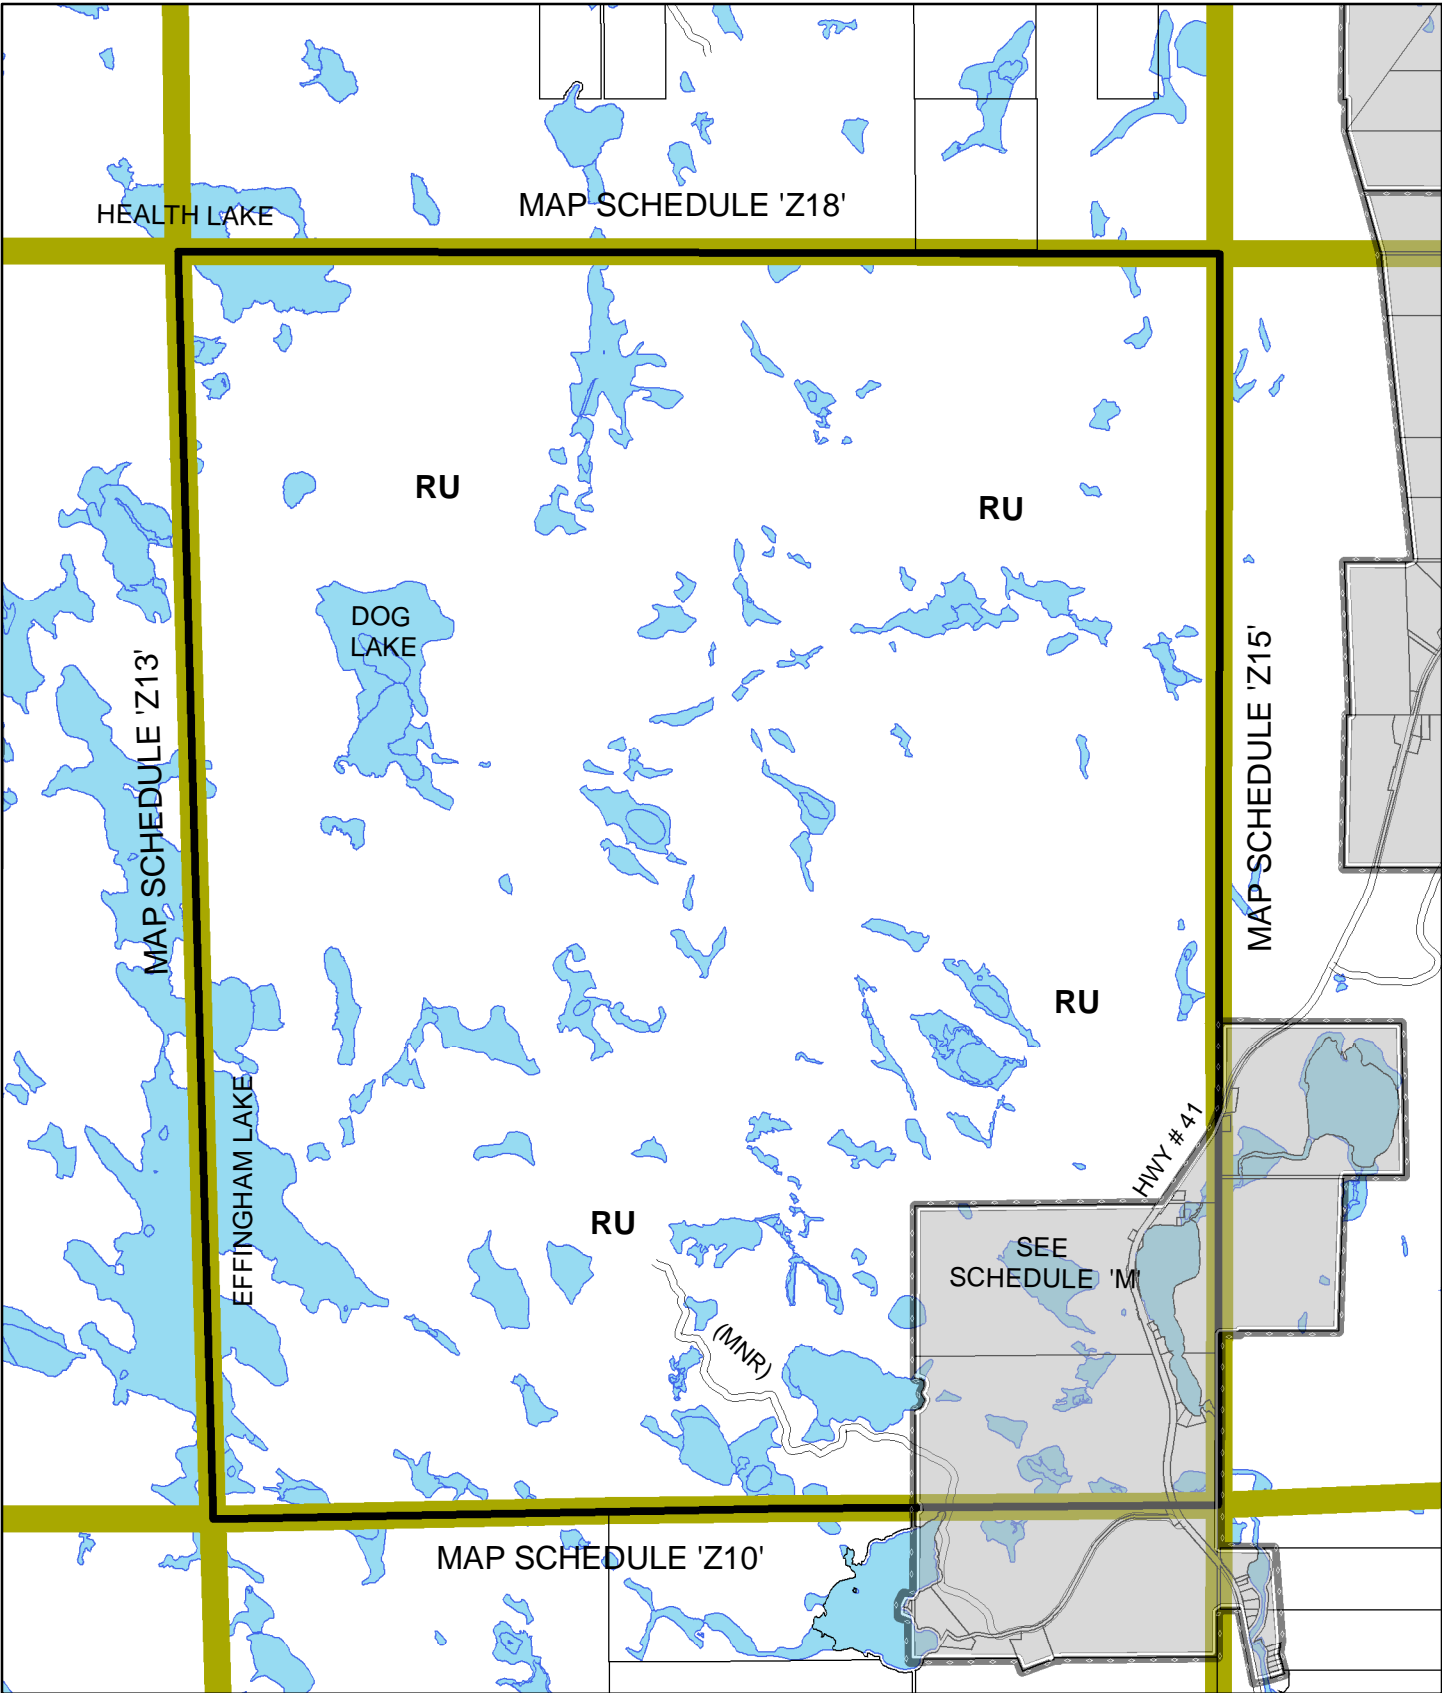 HEALTH LAKE
MAP SCHEDULE 'Z18'
RU
RU
DOG
LAKE
MAP SCHEDULE 'Z13'
MAP SCHEDULE 'Z15'
RU
EFFINGHAM LAKE
HWY # 41
RU
SEE
SCHEDULE 'M'
(MNR)
MAP SCHEDULE 'Z10'